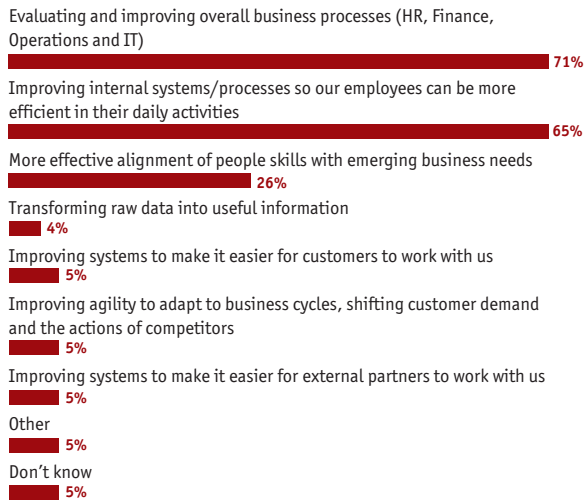 Evaluating and improving overall business processes (HR, Finance,
Operations and IT)
71%
Improving internal systems/processes so our employees can be more
efficient in their daily activities
65%
More effective alignment of people skills with emerging business needs
26%
Transforming raw data into useful information
4%
Improving systems to make it easier for customers to work with us
5%
Improving agility to adapt to business cycles, shifting customer demand
and the actions of competitors
5%
Improving systems to make it easier for external partners to work with us
5%
Other
5%
Don’t know
5%